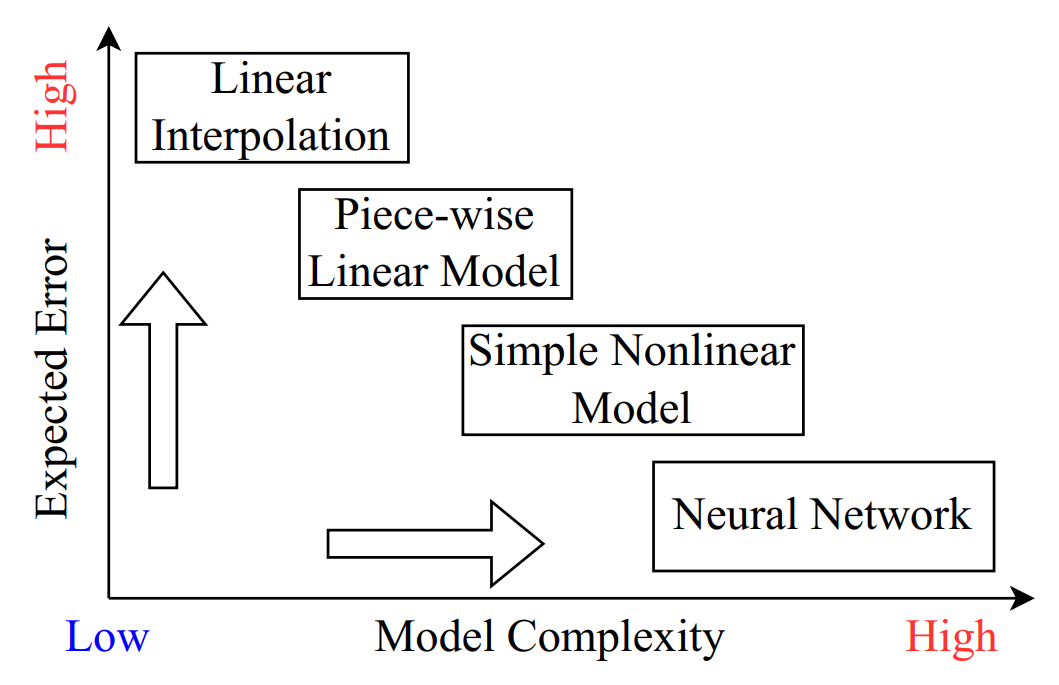 High
Expected Error
Linear
Interpolation
Piece-wise
Linear Model
Simple Nonlinear
Model
Neural Network
Low
Model Complexity
High